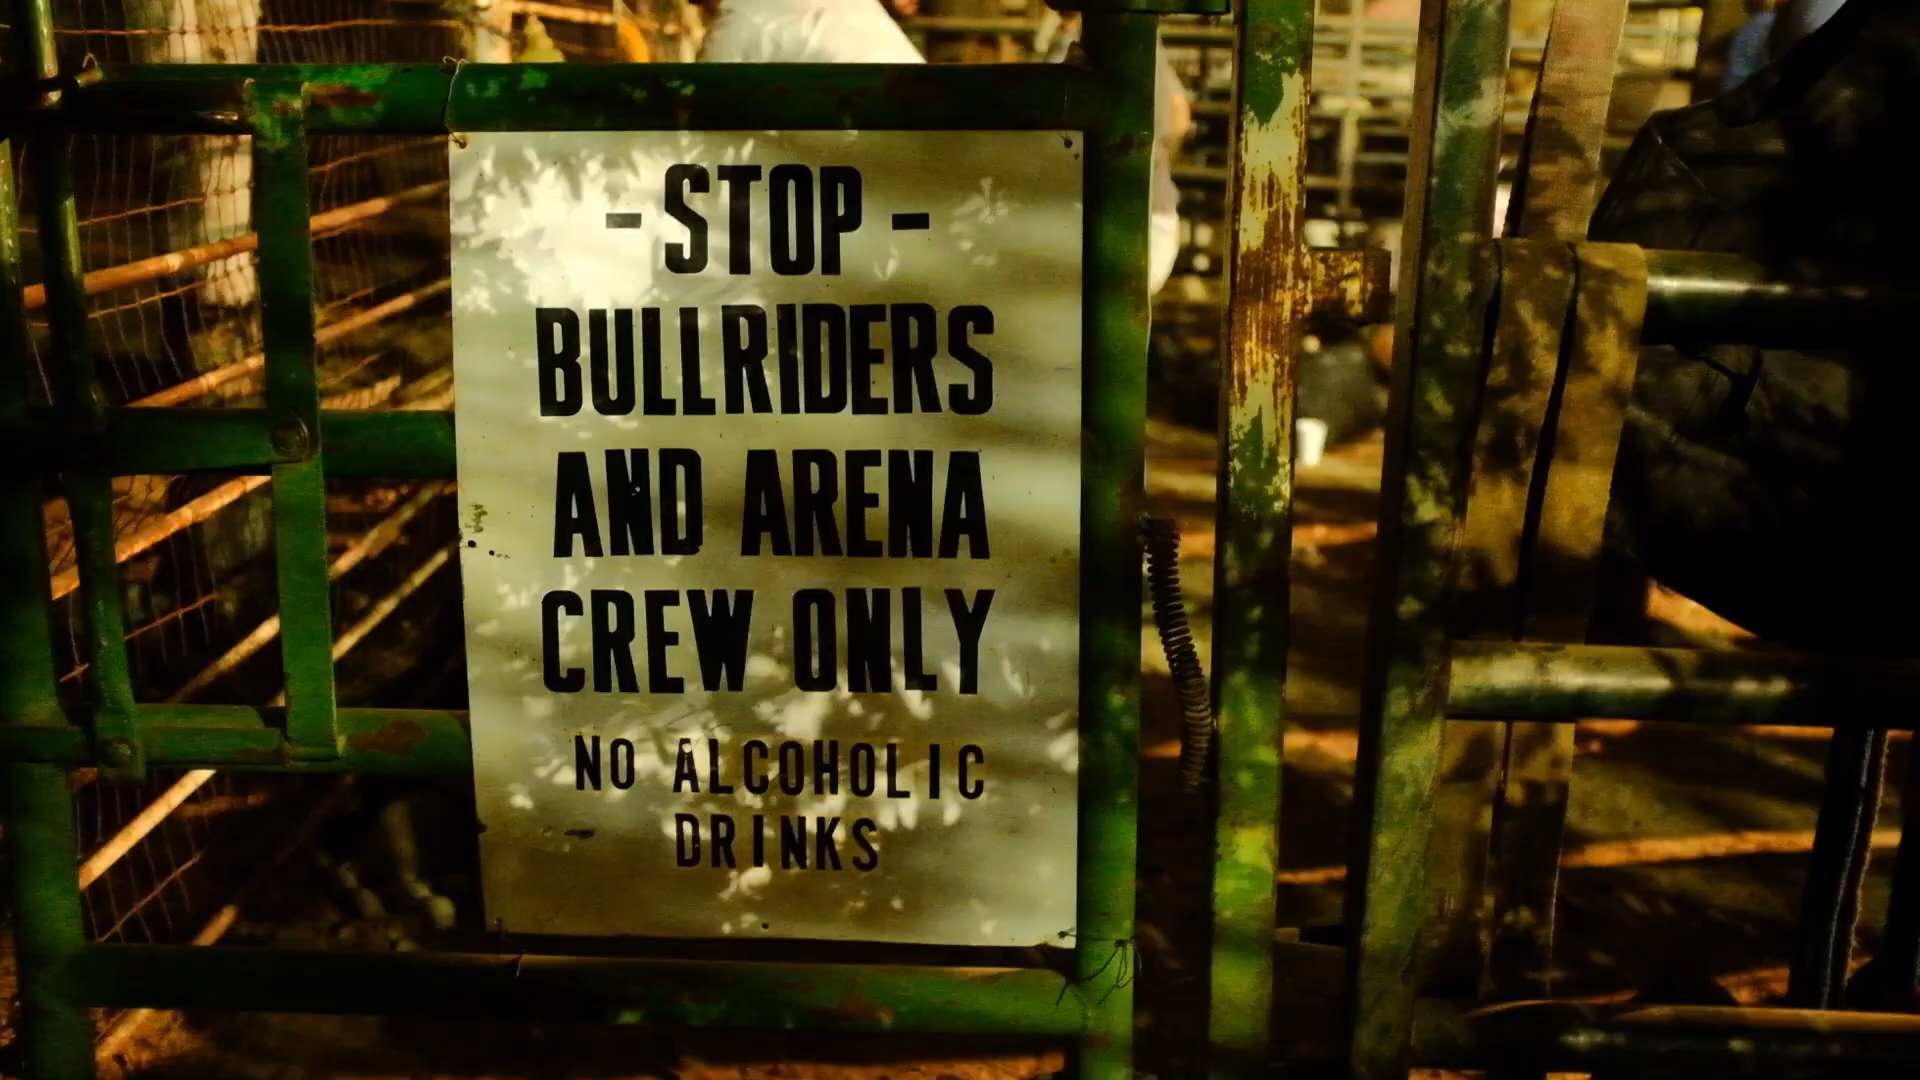 - STOP -
BULLRIDERS
AND ARENA
CREW ONLY
NO ALCOHOLIC
DRINKS